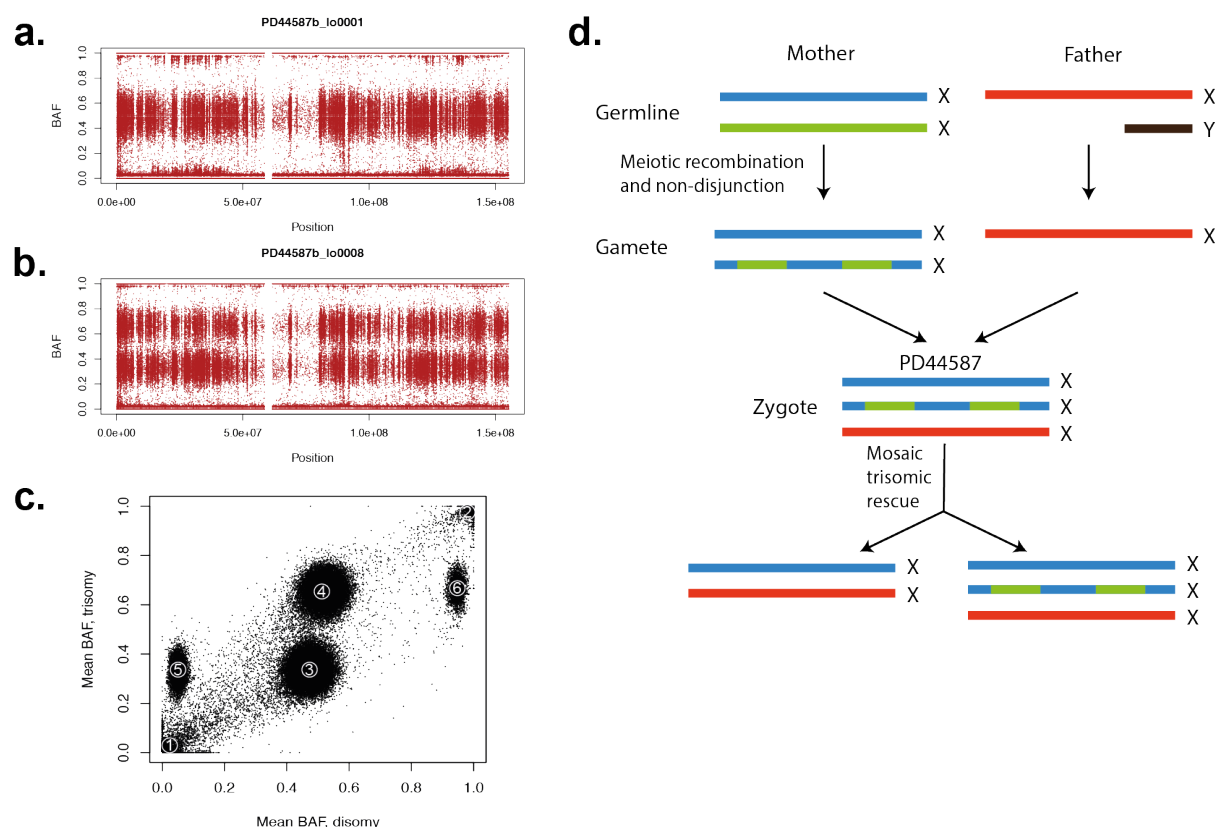 a.
PD44587b_lo0001
BAF
1.0
0.8
0.6
0.4
0.2
0.0
0.0e+00 5.0e+07 1.0e+08 1.5e+08
Position
b.
PD44587b_lo0008
BAF
1.0
0.8
0.6
0.4
0.2
0.0
0.0e+00 5.0e+07 1.0e+08 1.5e+08
Position
c.
Mean BAF, trisomy
1.0
0.8
0.6
0.4
0.2
0.0
2
4
6
5
3
1
0.0 0.2 0.4 0.6 0.8 1.0
Mean BAF, disomy
d.
Mother Father
Germline
X
X
X
Y
Meiotic recombination
and non-disjunction
Gamete
X
X
X
PD44587
Zygote
X
X
X
Mosaic
trisomic
rescue
X
X
X
X
X